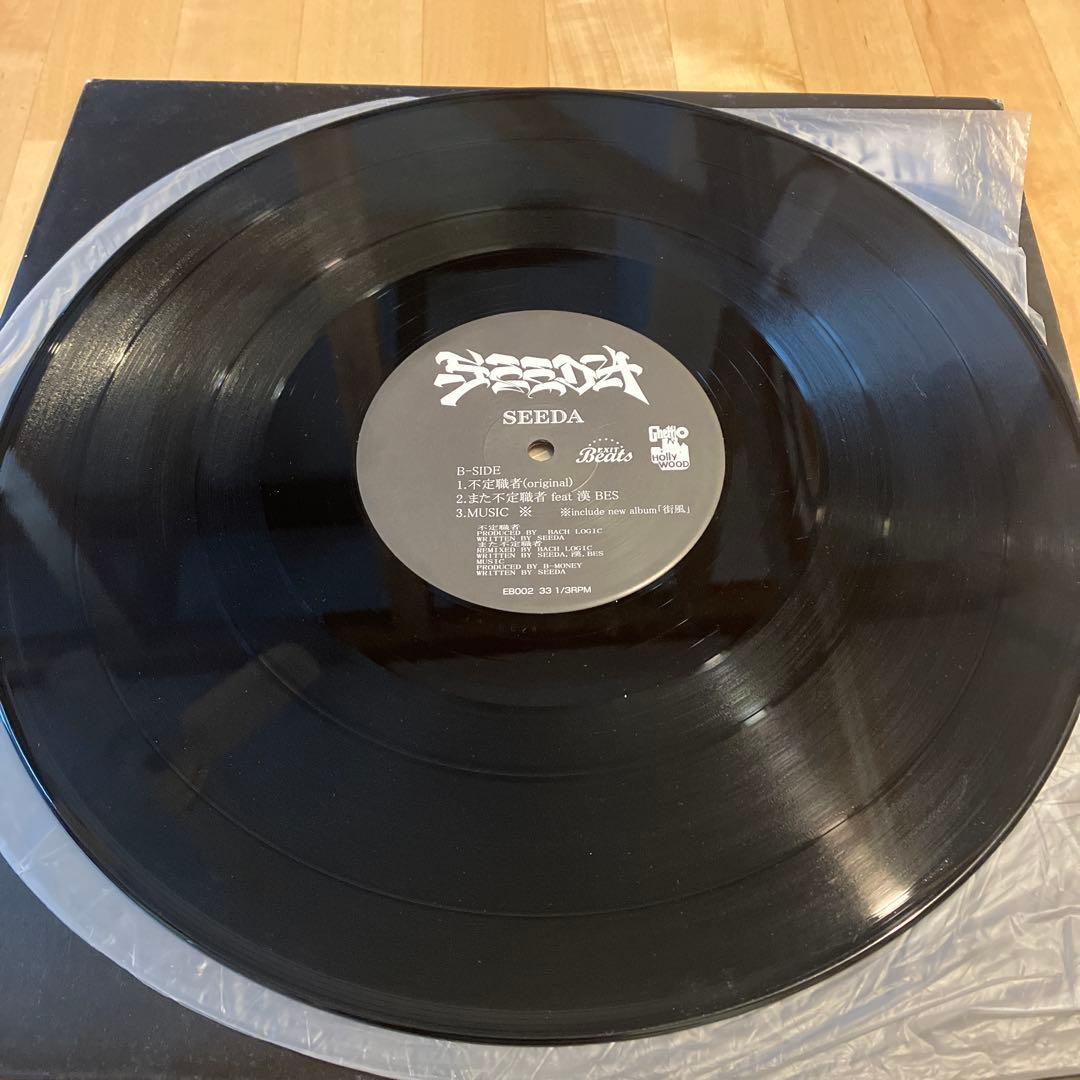 SEEDA
SEEDA
EXIT
Beats
Ghetto
Holly
WOOD
B-SIDE
1.不定職者(original)
2.また不定職者 feat 漢 BES
3.MUSIC ※ ※include new album「街風」
不定職者
PRODUCED BY BACH LOGIC
WRITTEN BY SEEDA
また不定職者
REMIXED BY BACH LOGIC
WRITTEN BY SEEDA,漢,BES
MUSIC
PRODUCED BY B-MONEY
WRITTEN BY SEEDA
EB002 33 1/3RPM